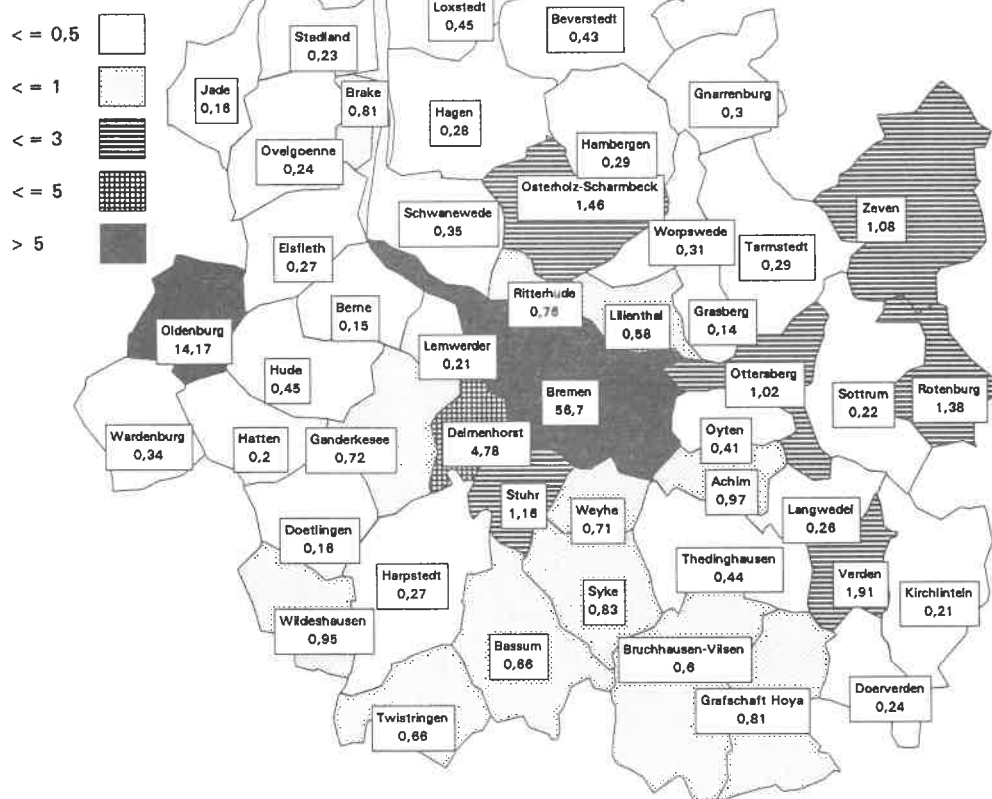 <= 0,5
<= 1
<= 3
<= 5
> 5
Loxstedt
0,45
Beverstedt
0,43
Stadland
0,23
Jade
0,16
Brake
0,81
Hagen
0,28
Gnarrenburg
0,3
Ovelgoenne
0,24
Hambergen
0,29
Osterholz-Scharmbeck
1,46
Schwanewede
0,35
Zeven
1,08
Worpswede
0,31
Tarmstedt
0,29
Elsfleth
0,27
Ritterhude
0,76
Berne
0,15
Lilienthal
0,58
Grasberg
0,14
Oldenburg
14,17
Lemwerder
0,21
Hude
0,45
Ottersberg
1,02
Bremen
56,7
Sottrum
0,22
Rotenburg
1,38
Wardenburg
0,34
Hatten
0,2
Ganderkesee
0,72
Delmenhorst
4,78
Oyten
0,41
Achim
0,97
Stuhr
1,16
Weyhe
0,71
Langwedel
0,26
Doetlingen
0,16
Thedinghausen
0,44
Harpstedt
0,27
Verden
1,91
Syke
0,83
Kirchlinteln
0,21
Wildeshausen
0,95
Bassum
0,66
Bruchhausen-Vilsen
0,6
Doerverden
0,24
Grafschaft Hoya
0,81
Twistringen
0,66